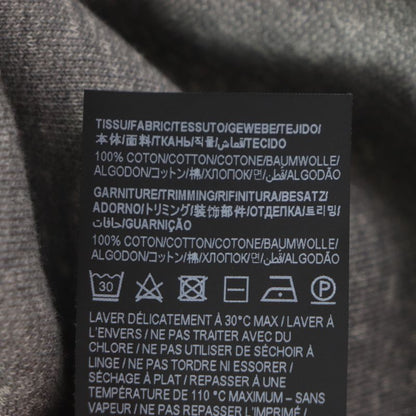 TISSU/FABRIC/TESSUTO/GEWEBE/TEJIDO/
本体/面料/ТКАНЬ/직물/قماش/TECIDO
100% COTON/COTTON/COTONE/BAUMWOLLE/
ALGODON/コットン/棉/ХЛОПОК/면/قطن/ALGODÃO
GARNITURE/TRIMMING/RIFINITURA/BESATZ/
ADORNO/トリミング/装饰部件/ОТДЕЛКА/트리밍/
حافات/GUARNIÇÃO
100% COTON/COTTON/COTONE/BAUMWOLLE/
ALGODON/コットン/棉/ХЛОПОК/면/قطن/ALGODÃO
30 P
LAVER DÉLICATEMENT À 30°C MAX / LAVER À
L'ENVERS / NE PAS TRAITER AVEC DU
CHLORE / NE PAS UTILISER DE SÉCHOIR À
LINGE / NE PAS TORDRE NI ESSORER /
SÉCHAGE À PLAT / REPASSER À UNE
TEMPÉRATURE DE 110 °C MAXIMUM – SANS
VAPEUR / NE PAS REPASSER À